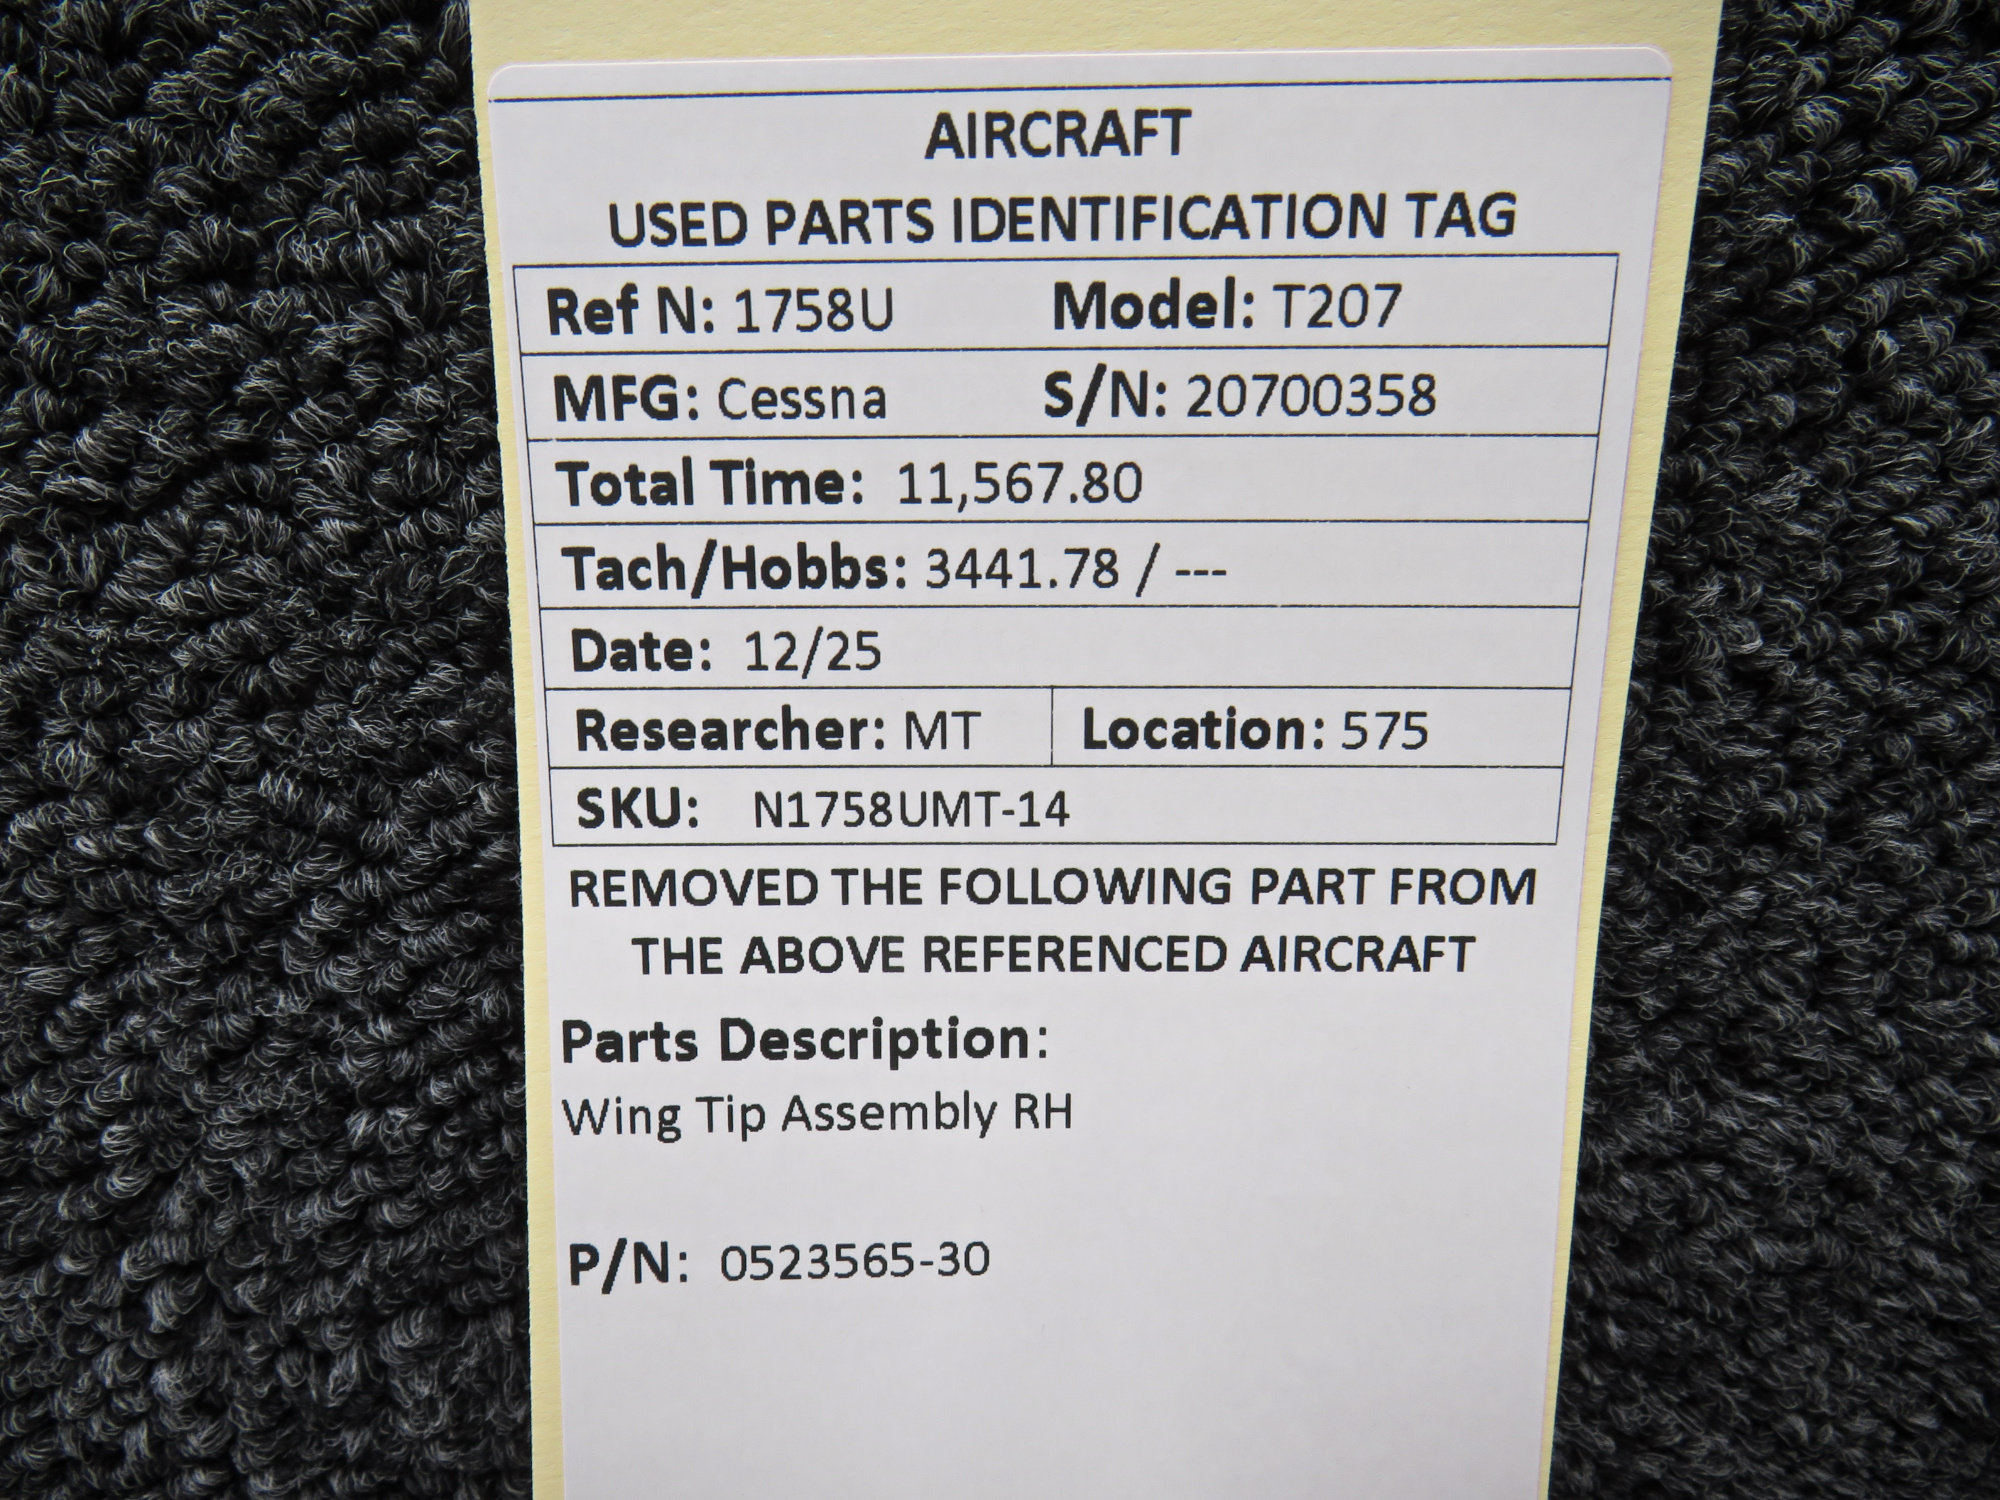 AIRCRAFT
USED PARTS IDENTIFICATION TAG
Ref N: 1758U Model: T207
MFG: Cessna S/N: 20700358
Total Time: 11,567.80
Tach/Hobbs: 3441.78 / ---
Date: 12/25
Researcher: MT Location: 575
SKU: N1758UMT-14
REMOVED THE FOLLOWING PART FROM
THE ABOVE REFERENCED AIRCRAFT
Parts Description:
Wing Tip Assembly RH
P/N: 0523565-30